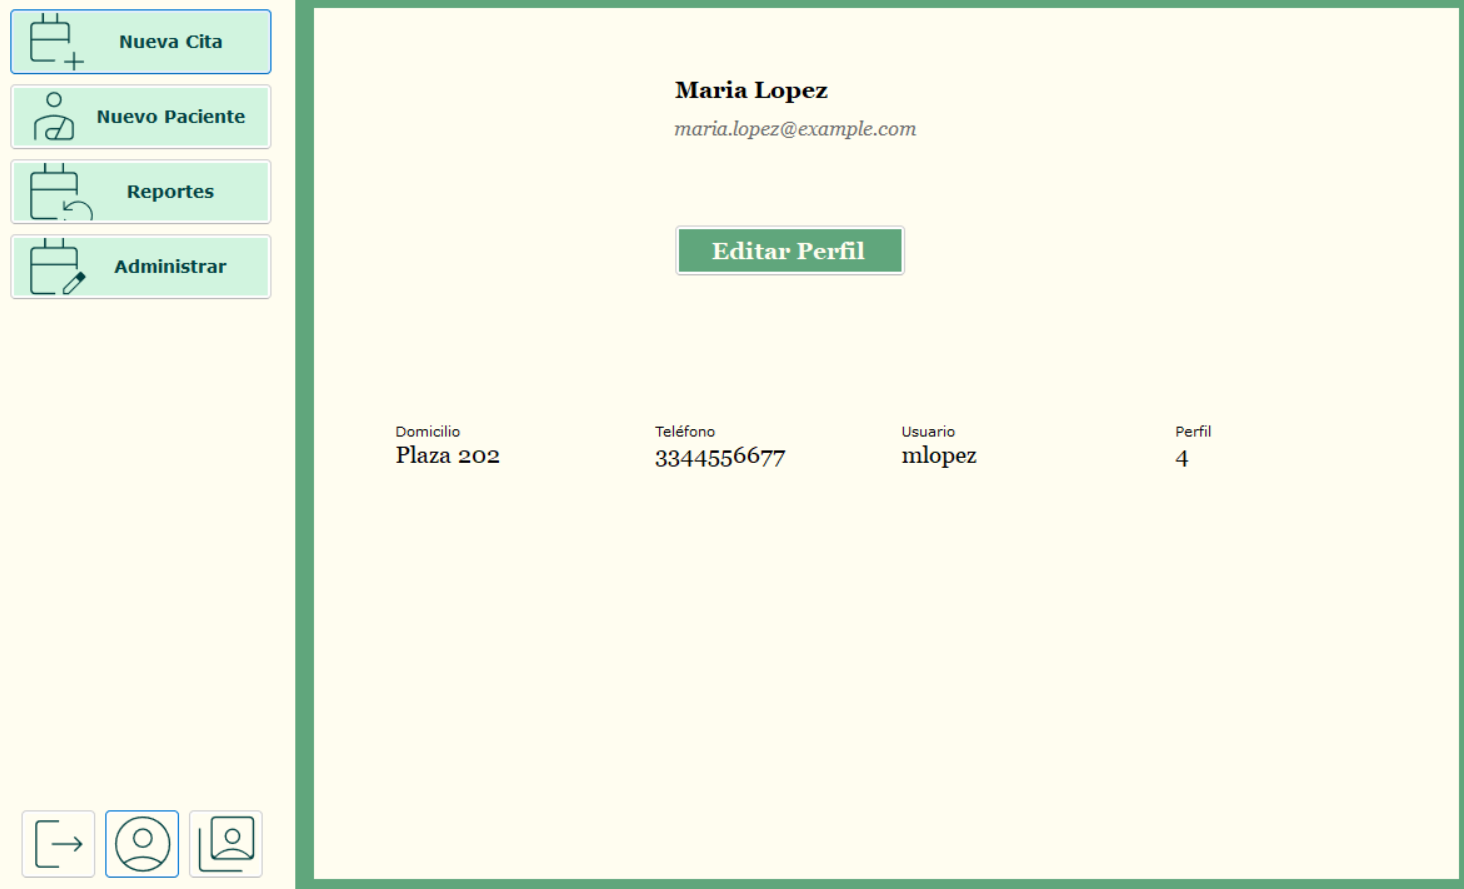 Nueva Cita
Nuevo Paciente
Reportes
Administrar
Maria Lopez
maria.lopez@example.com
Editar Perfil
Domicilio Teléfono Usuario Perfil
Plaza 202 3344556677 mlopez 4